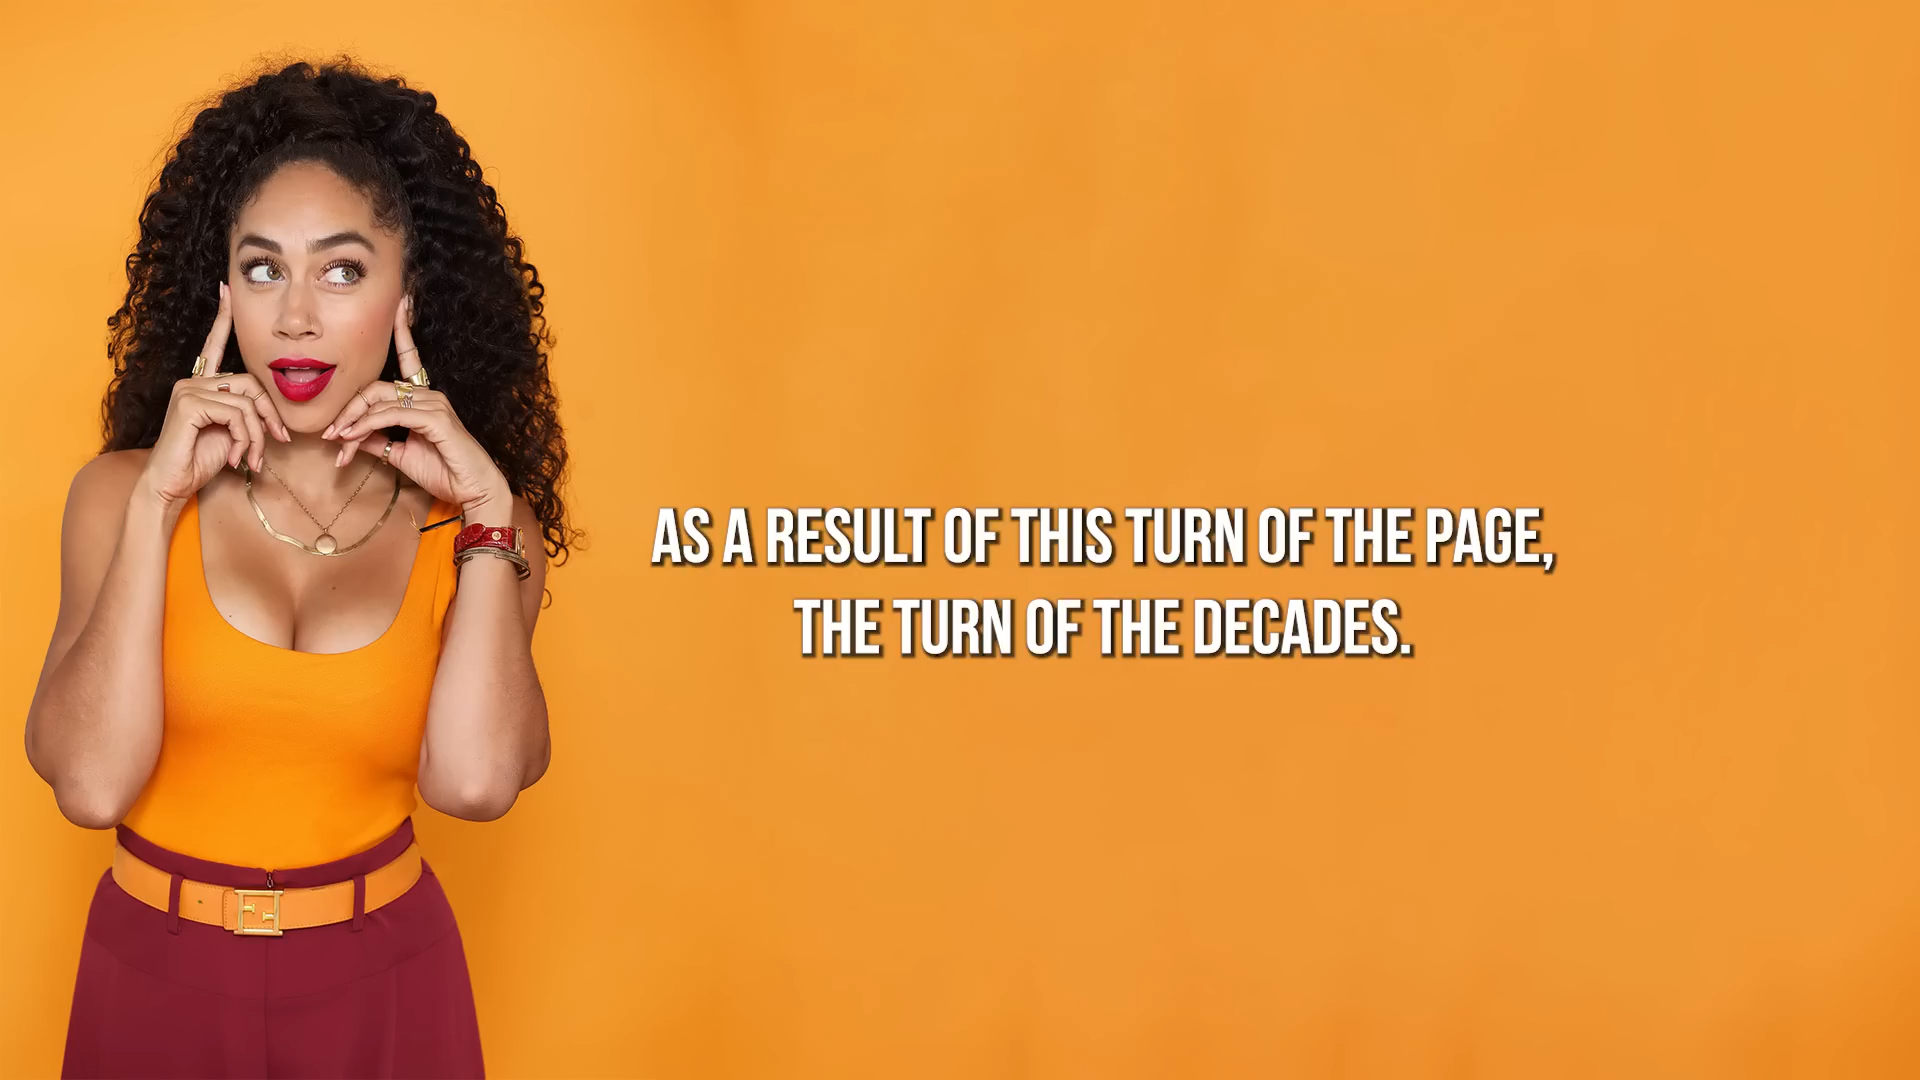 AS A RESULT OF THIS TURN OF THE PAGE,
THE TURN OF THE DECADES.